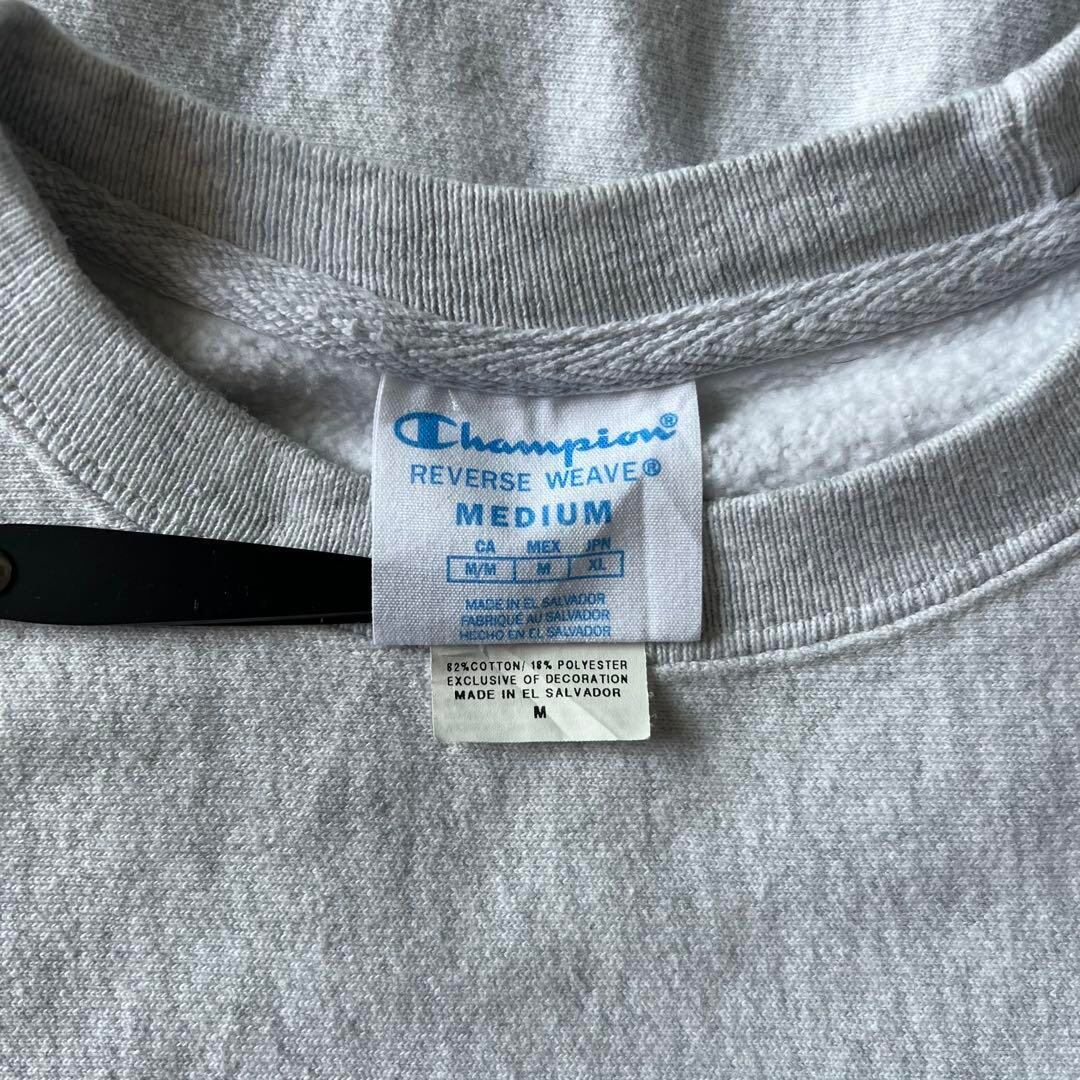 Champion®
REVERSE WEAVE®
MEDIUM
CA MEX JPN
M/M M XL
MADE IN EL SALVADOR
FABRIQUE AU SALVADOR
HECHO EN EL SALVADOR
82%COTTON/ 18% POLYESTER
EXCLUSIVE OF DECORATION
MADE IN EL SALVADOR
M